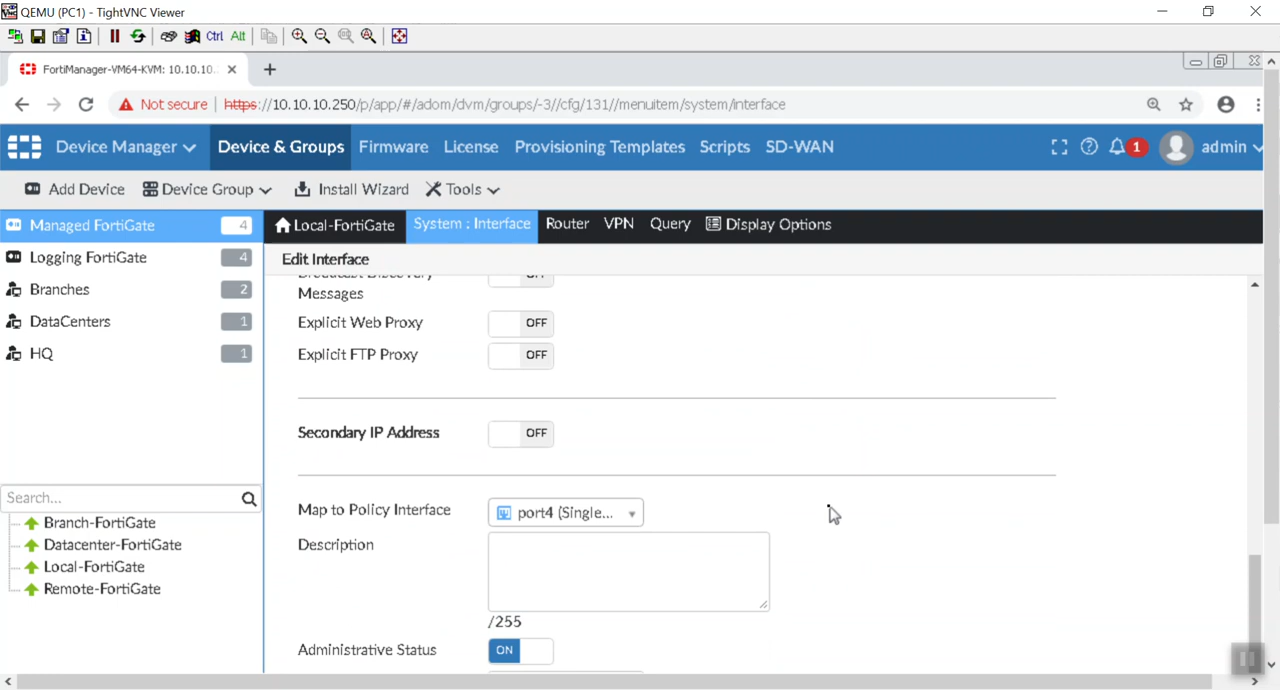 QEMU (PC1) - TightVNC Viewer
Ctrl Alt
FortiManager-VM64-KVM: 10.10.10.
Not secure https://10.10.10.250/p/app/#/adom/dvm/groups/-3//cfg/131//menuitem/system/interface
Device Manager Device & Groups Firmware License Provisioning Templates Scripts SD-WAN 1 admin
Add Device Device Group Install Wizard Tools
Managed FortiGate 4
Local-FortiGate System : Interface Router VPN Query Display Options
Logging FortiGate 4
Edit Interface
Branches 2
DataCenters 1
HQ 1
Broadcast Discovery
Messages OFF
Explicit Web Proxy OFF
Explicit FTP Proxy OFF
Secondary IP Address OFF
Search...
Branch-FortiGate
Datacenter-FortiGate
Local-FortiGate
Remote-FortiGate
Map to Policy Interface port4 (Single...
Description
/255
Administrative Status ON